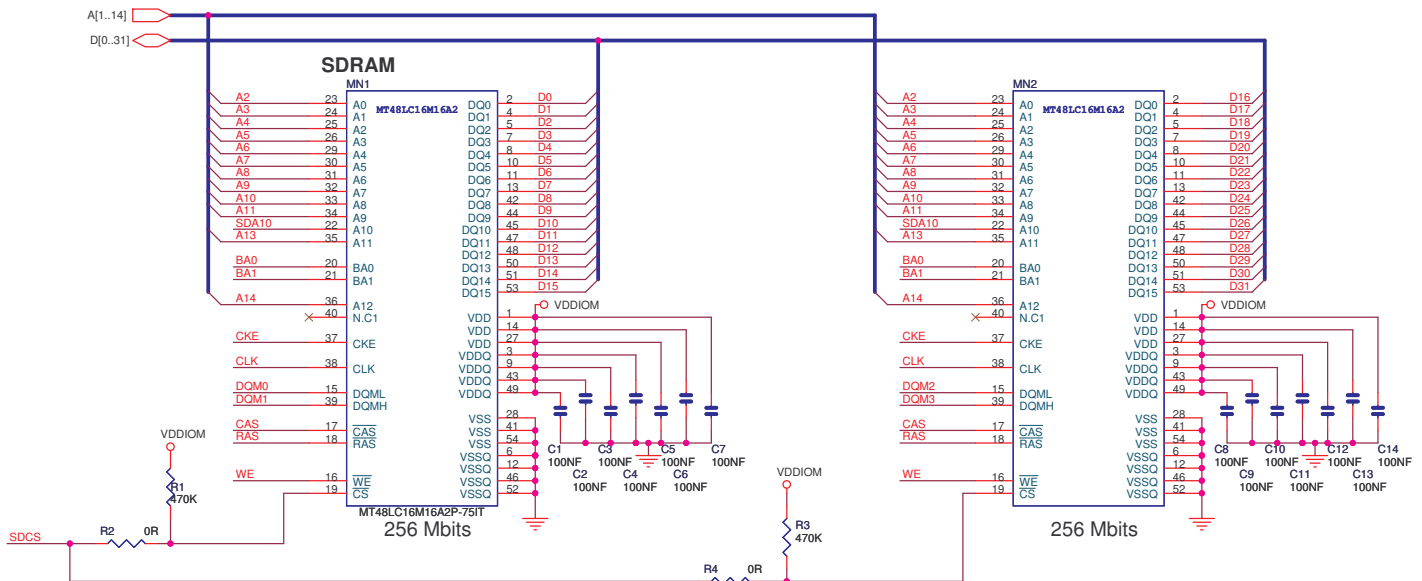 A[1..14]
D[0..31]
SDRAM
MN1
MT48LC16M16A2
A2 23 A0 DQ0 2 D0
A3 24 A1 DQ1 4 D1
A4 25 A2 DQ2 5 D2
A5 26 A3 DQ3 7 D3
A6 29 A4 DQ4 8 D4
A7 30 A5 DQ5 10 D5
A8 31 A6 DQ6 11 D6
A9 32 A7 DQ7 13 D7
A10 33 A8 DQ8 42 D8
A11 34 A9 DQ9 44 D9
SDA10 22 A10 DQ10 45 D10
A13 35 A11 DQ11 47 D11
DQ12 48 D12
BA0 20 BA0 DQ13 50 D13
BA1 21 BA1 DQ14 51 D14
DQ15 53 D15
A14 36 A12
VDDIOM
40 N.C1 VDD 1
VDD 14
CKE 37 CKE VDD 27
VDDQ 3
CLK 38 CLK VDDQ 9
VDDQ 43
DQM0 15 DQML VDDQ 49
DQM1 39 DQMH
VSS 28
CAS 17 CAS VSS 41
RAS 18 RAS VSS 54
VSSQ 6
VSSQ 12
WE 16 WE VSSQ 46
19 CS VSSQ 52
C1 C3 C5 C7
100NF 100NF 100NF 100NF
C2 C4 C6
100NF 100NF 100NF
MT48LC16M16A2P-75IT
256 Mbits
VDDIOM
R1
470K
R2 0R
SDCS
MN2
MT48LC16M16A2
A2 23 A0 DQ0 2 D16
A3 24 A1 DQ1 4 D17
A4 25 A2 DQ2 5 D18
A5 26 A3 DQ3 7 D19
A6 29 A4 DQ4 8 D20
A7 30 A5 DQ5 10 D21
A8 31 A6 DQ6 11 D22
A9 32 A7 DQ7 13 D23
A10 33 A8 DQ8 42 D24
A11 34 A9 DQ9 44 D25
SDA10 22 A10 DQ10 45 D26
A13 35 A11 DQ11 47 D27
DQ12 48 D28
BA0 20 BA0 DQ13 50 D29
BA1 21 BA1 DQ14 51 D30
DQ15 53 D31
A14 36 A12
VDDIOM
40 N.C1 VDD 1
VDD 14
CKE 37 CKE VDD 27
VDDQ 3
CLK 38 CLK VDDQ 9
VDDQ 43
DQM2 15 DQML VDDQ 49
DQM3 39 DQMH
VSS 28
CAS 17 CAS VSS 41
RAS 18 RAS VSS 54
VSSQ 6
VSSQ 12
WE 16 WE VSSQ 46
19 CS VSSQ 52
C8 C10 C12 C14
100NF 100NF 100NF 100NF
C9 C11 C13
100NF 100NF 100NF
256 Mbits
VDDIOM
R3
470K
R4 0R